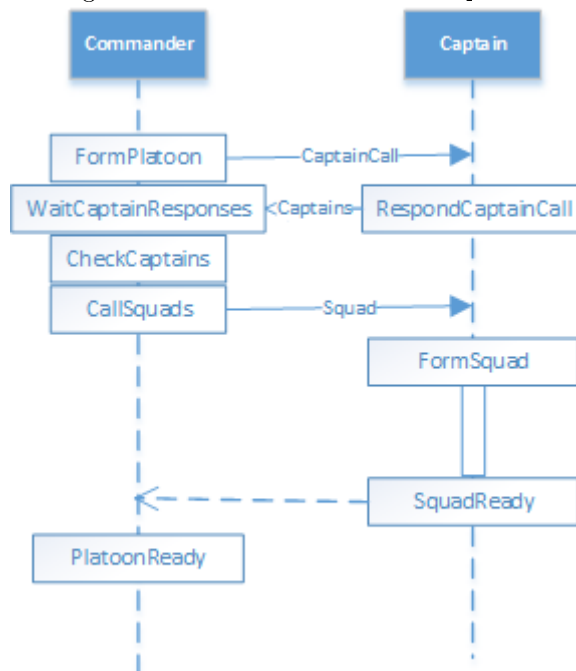 Commander
Captain
FormPlatoon
CaptainCall
WaitCaptainResponses
Captains
RespondCaptainCall
CheckCaptains
CallSquads
Squad
FormSquad
SquadReady
PlatoonReady